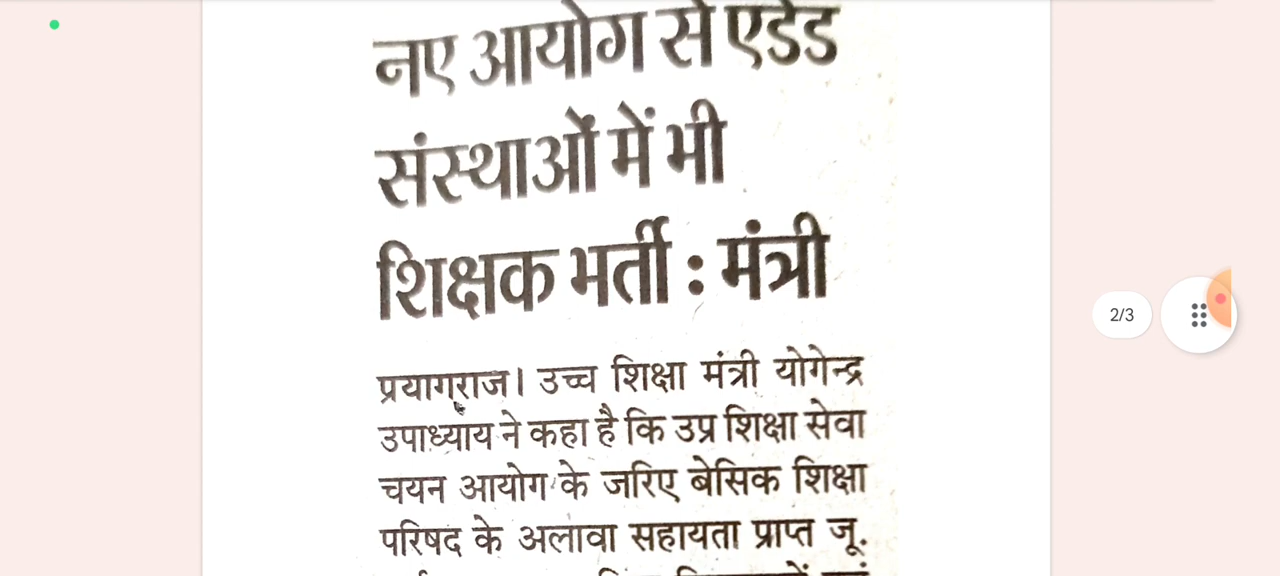 नए आयोग से एडेड
संस्थाओं में भी
शिक्षक भर्ती : मंत्री
प्रयागराज। उच्च शिक्षा मंत्री योगेन्द्र
उपाध्याय ने कहा है कि उप्र शिक्षा सेवा
चयन आयोग के जरिए बेसिक शिक्षा
परिषद के अलावा सहायता प्राप्त जू.
2/3